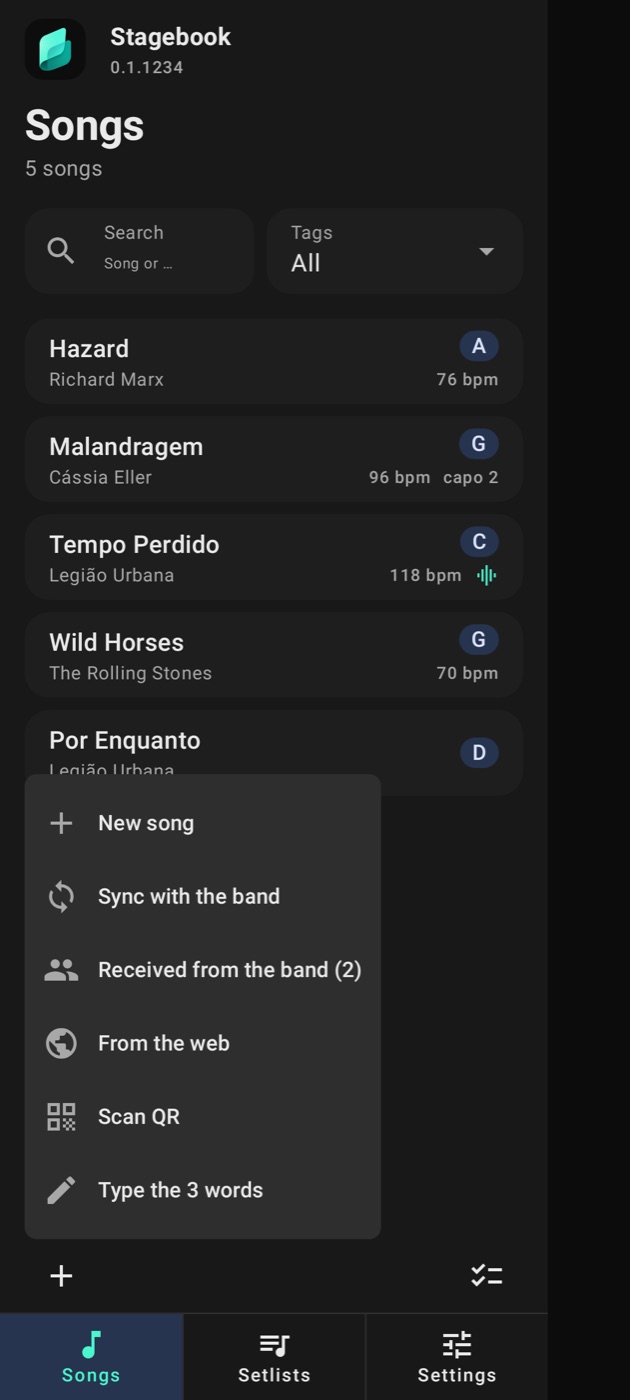 Stagebook
0.1.1234
Songs
5 songs
Search
Song or …
Tags
All
Hazard
A
Richard Marx
76 bpm
Malandragem
G
Cássia Eller
96 bpm capo 2
Tempo Perdido
C
Legião Urbana
118 bpm
Wild Horses
G
The Rolling Stones
70 bpm
Por Enquanto
D
Legião Urbana
New song
Sync with the band
Received from the band (2)
From the web
Scan QR
Type the 3 words
Songs
Setlists
Settings